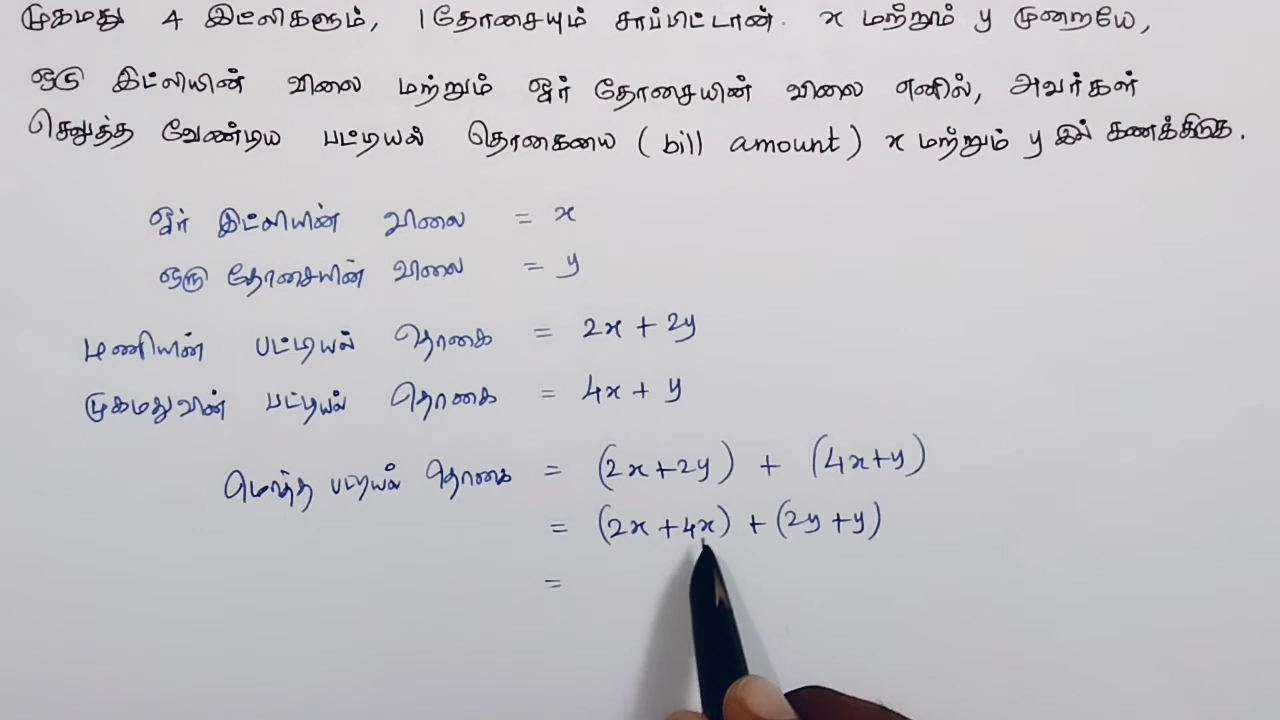 முகமது 4 இட்லிகளும், 1 தோசையும் சாப்பிட்டான். x மற்றும் y முறையே,
ஒரு இட்லியின் விலை மற்றும் ஓர் தோசையின் விலை எனில், அவர்கள்
செலுத்த வேண்டிய பட்டியல் தொகையை (bill amount) x மற்றும் y இல் கணக்கிடுக.
ஓர் இட்லியின் விலை = x
ஒரு தோசையின் விலை = y
மணியின் பட்டியல் தொகை = 2x + 2y
முகமதுவின் பட்டியல் தொகை = 4x + y
மொத்த பட்டியல் தொகை = (2x+2y) + (4x+y)
= (2x+4x) + (2y+y)
=